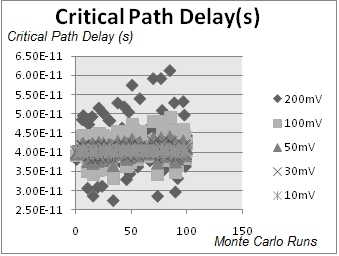 Critical Path Delay(s)
Critical Path Delay (s)
6.50E-11
6.00E-11
5.50E-11
5.00E-11
4.50E-11
4.00E-11
3.50E-11
3.00E-11
2.50E-11
200mV
100mV
50mV
30mV
10mV
0 50 100 150
Monte Carlo Runs